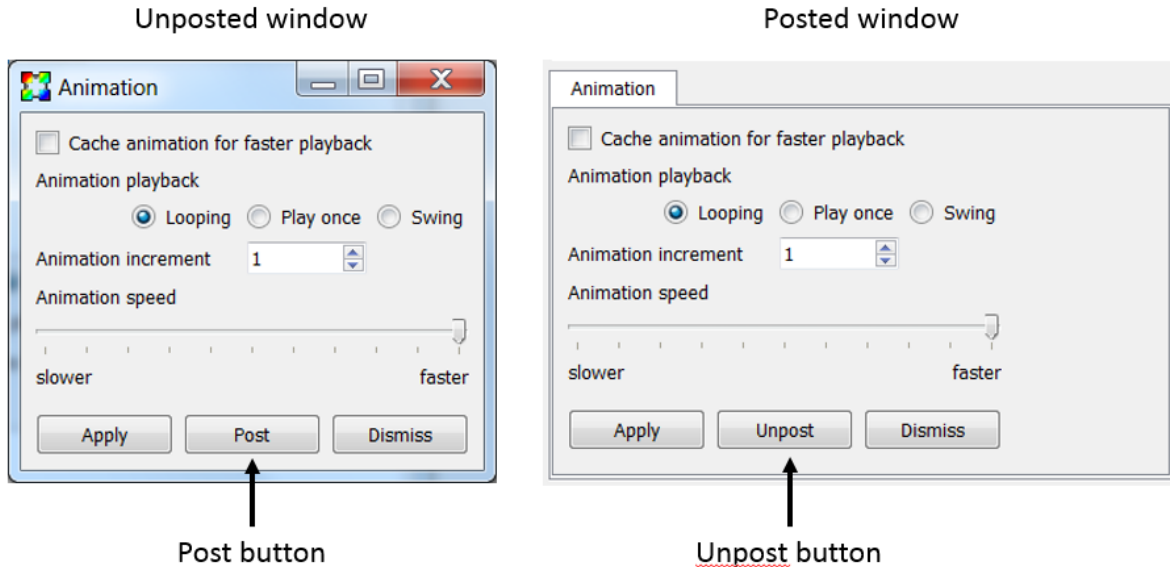 Unposted window
Animation
Cache animation for faster playback
Animation playback
Looping Play once Swing
Animation increment 1
Animation speed
slower faster
Apply Post Dismiss
Post button
Posted window
Animation
Cache animation for faster playback
Animation playback
Looping Play once Swing
Animation increment 1
Animation speed
slower faster
Apply Unpost Dismiss
Unpost button